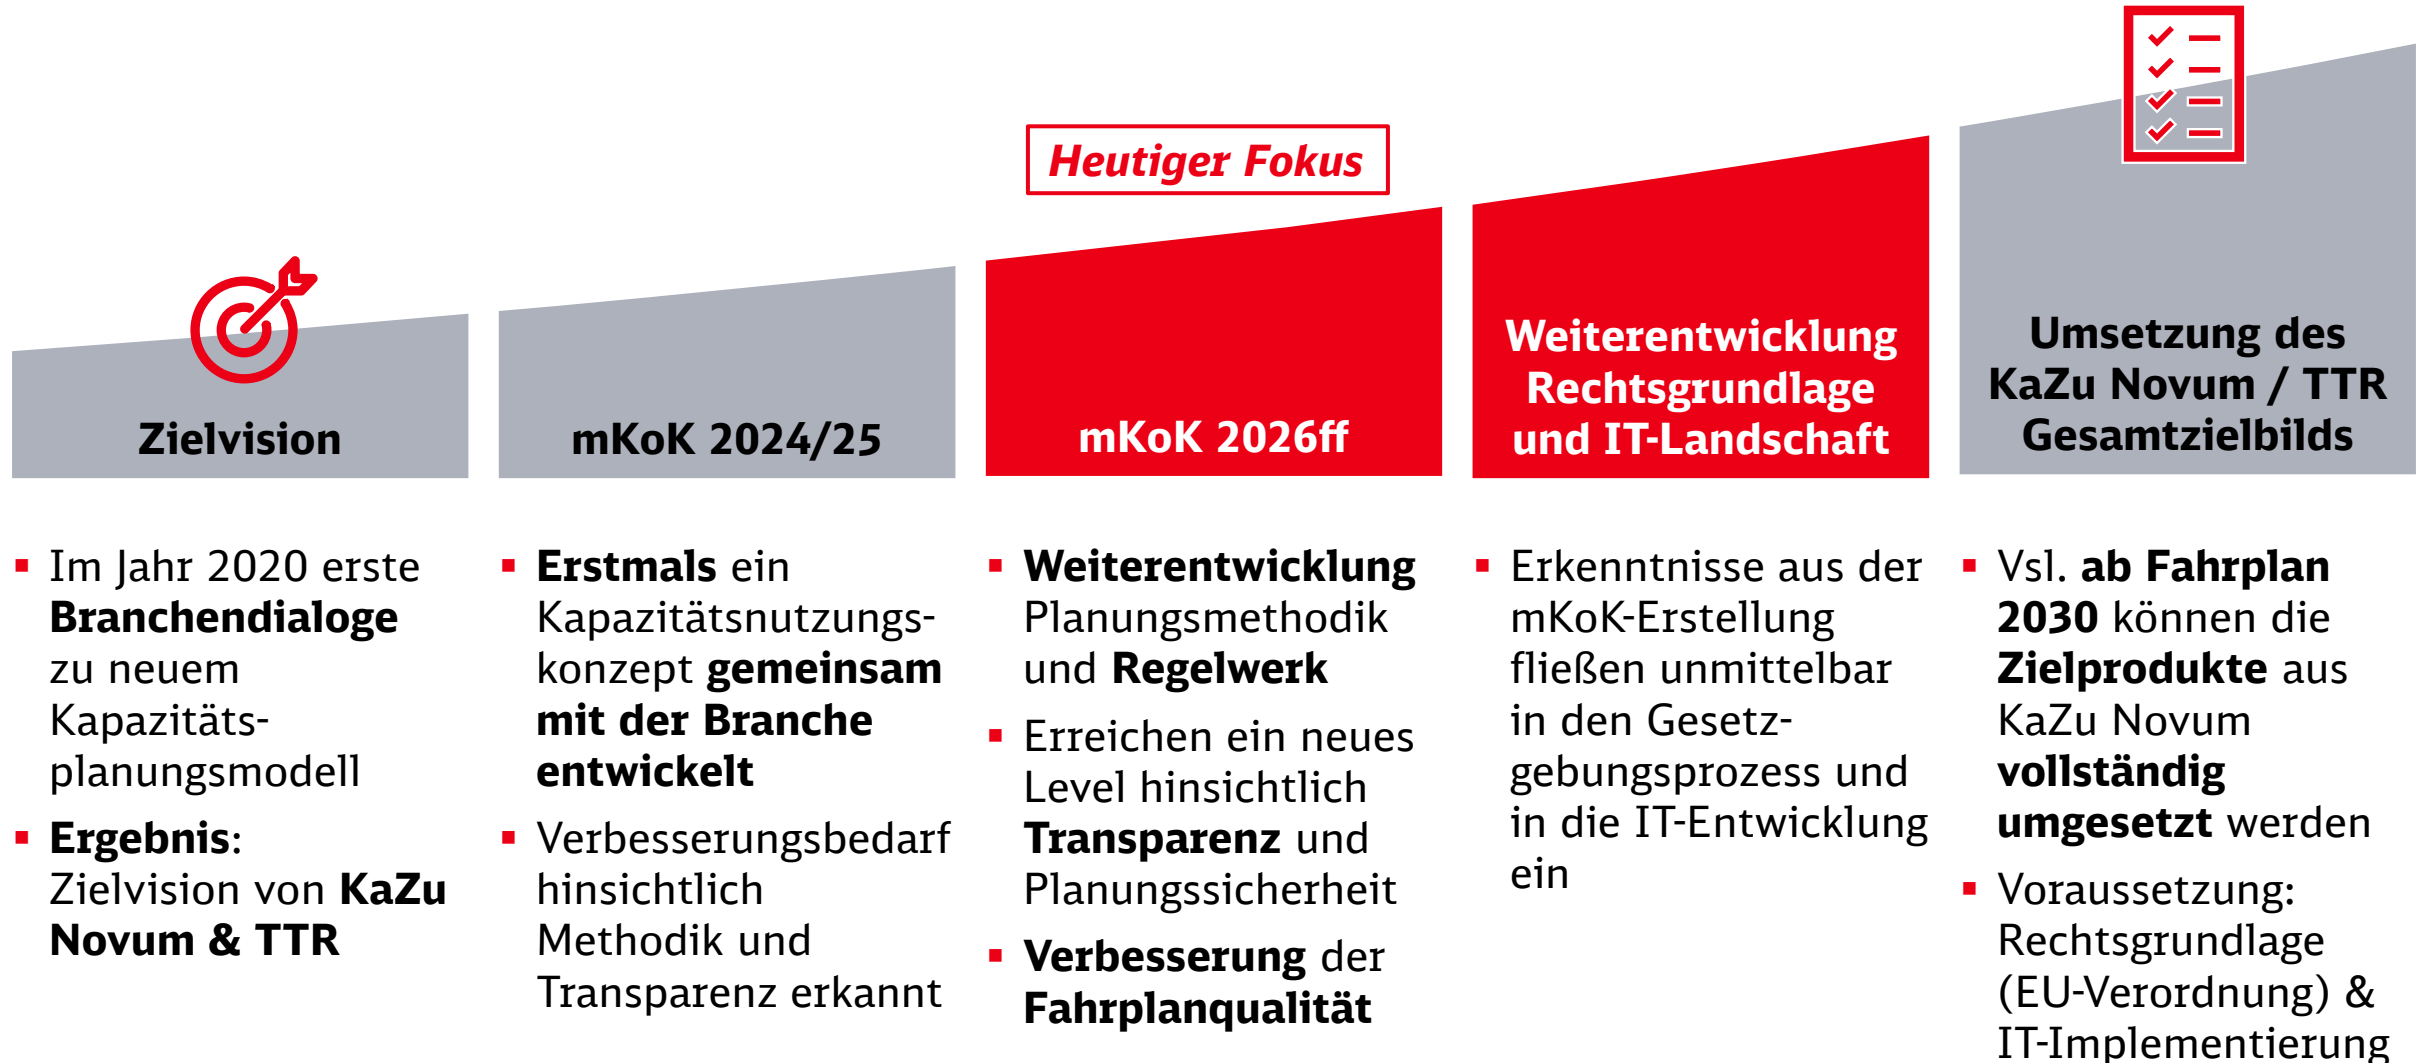 Heutiger Fokus
Zielvision
mKoK 2024/25
mKoK 2026ff
Weiterentwicklung
Rechtsgrundlage
und IT-Landschaft
Umsetzung des
KaZu Novum / TTR
Gesamtzielbilds
Im Jahr 2020 erste
Branchendialoge
zu neuem
Kapazitäts-
planungsmodell
Ergebnis:
Zielvision von KaZu
Novum & TTR
Erstmals ein
Kapazitätsnutzungs-
konzept gemeinsam
mit der Branche
entwickelt
Verbesserungsbedarf
hinsichtlich
Methodik und
Transparenz erkannt
Weiterentwicklung
Planungsmethodik
und Regelwerk
Erreichen ein neues
Level hinsichtlich
Transparenz und
Planungssicherheit
Verbesserung der
Fahrplanqualität
Erkenntnisse aus der
mKoK-Erstellung
fließen unmittelbar
in den Gesetz-
gebungsprozess und
in die IT-Entwicklung
ein
Vsl. ab Fahrplan
2030 können die
Zielprodukte aus
KaZu Novum
vollständig
umgesetzt werden
Voraussetzung:
Rechtsgrundlage
(EU-Verordnung) &
IT-Implementierung